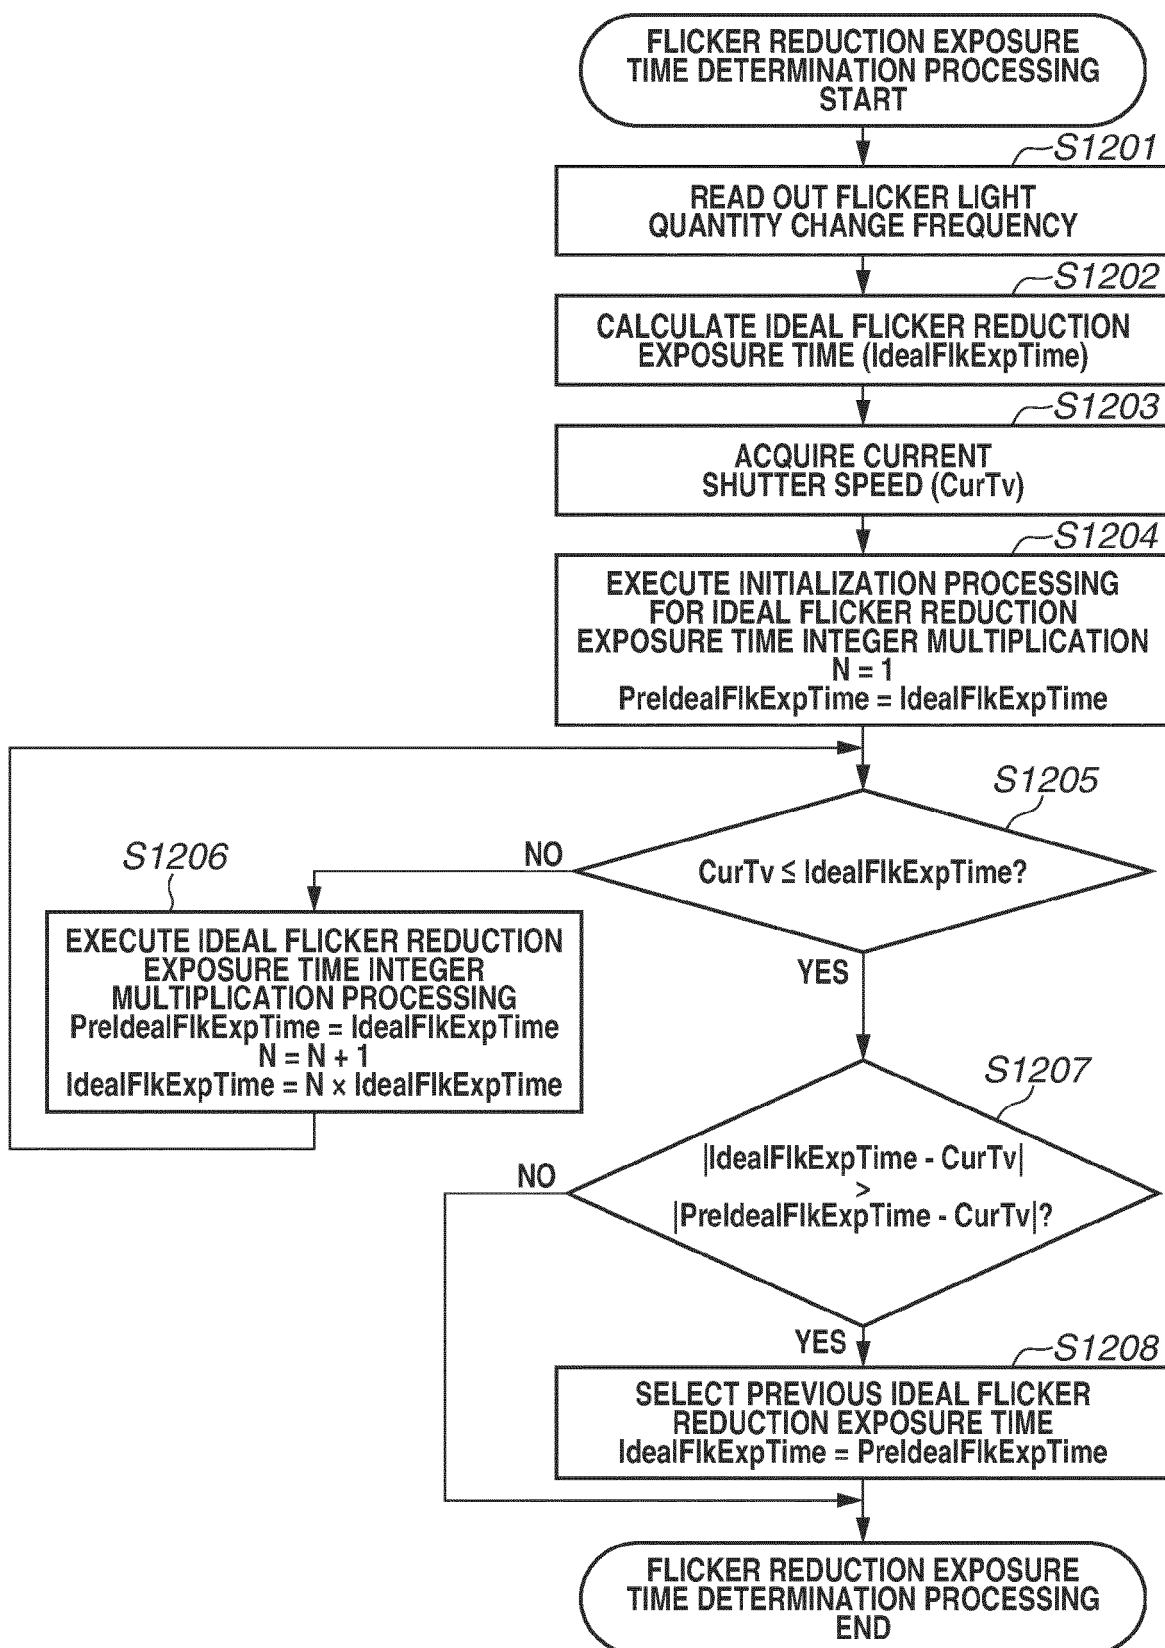 FLICKER REDUCTION EXPOSURE
TIME DETERMINATION PROCESSING
START
S1201
READ OUT FLICKER LIGHT
QUANTITY CHANGE FREQUENCY
S1202
CALCULATE IDEAL FLICKER REDUCTION
EXPOSURE TIME (IdealFlkExpTime)
S1203
ACQUIRE CURRENT
SHUTTER SPEED (CurTv)
S1204
EXECUTE INITIALIZATION PROCESSING
FOR IDEAL FLICKER REDUCTION
EXPOSURE TIME INTEGER MULTIPLICATION
N = 1
PreIdealFlkExpTime = IdealFlkExpTime
S1205
CurTv ≤ IdealFlkExpTime?
NO
YES
S1206
EXECUTE IDEAL FLICKER REDUCTION
EXPOSURE TIME INTEGER
MULTIPLICATION PROCESSING
PreIdealFlkExpTime = IdealFlkExpTime
N = N + 1
IdealFlkExpTime = N × IdealFlkExpTime
S1207
|IdealFlkExpTime - CurTv|
>
|PreIdealFlkExpTime - CurTv|?
NO
YES
S1208
SELECT PREVIOUS IDEAL FLICKER
REDUCTION EXPOSURE TIME
IdealFlkExpTime = PreIdealFlkExpTime
FLICKER REDUCTION EXPOSURE
TIME DETERMINATION PROCESSING
END